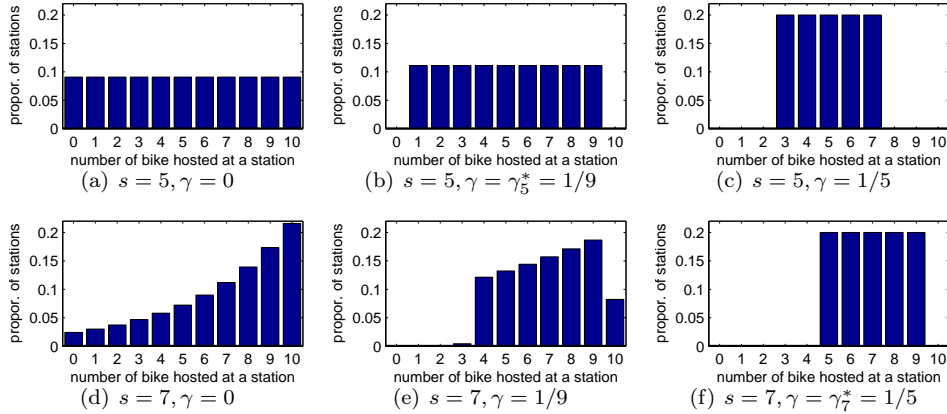 propor. of stations
0.2
0.15
0.1
0.05
0
0 1 2 3 4 5 6 7 8 9 10
number of bike hosted at a station
(a) s = 5, γ = 0
propor. of stations
0.2
0.15
0.1
0.05
0
0 1 2 3 4 5 6 7 8 9 10
number of bike hosted at a station
(b) s = 5, γ = γ₅* = 1/9
propor. of stations
0.2
0.15
0.1
0.05
0
0 1 2 3 4 5 6 7 8 9 10
number of bike hosted at a station
(c) s = 5, γ = 1/5
propor. of stations
0.2
0.15
0.1
0.05
0
0 1 2 3 4 5 6 7 8 9 10
number of bike hosted at a station
(d) s = 7, γ = 0
propor. of stations
0.2
0.15
0.1
0.05
0
0 1 2 3 4 5 6 7 8 9 10
number of bike hosted at a station
(e) s = 7, γ = 1/9
propor. of stations
0.2
0.15
0.1
0.05
0
0 1 2 3 4 5 6 7 8 9 10
number of bike hosted at a station
(f) s = 7, γ = γ₇* = 1/5